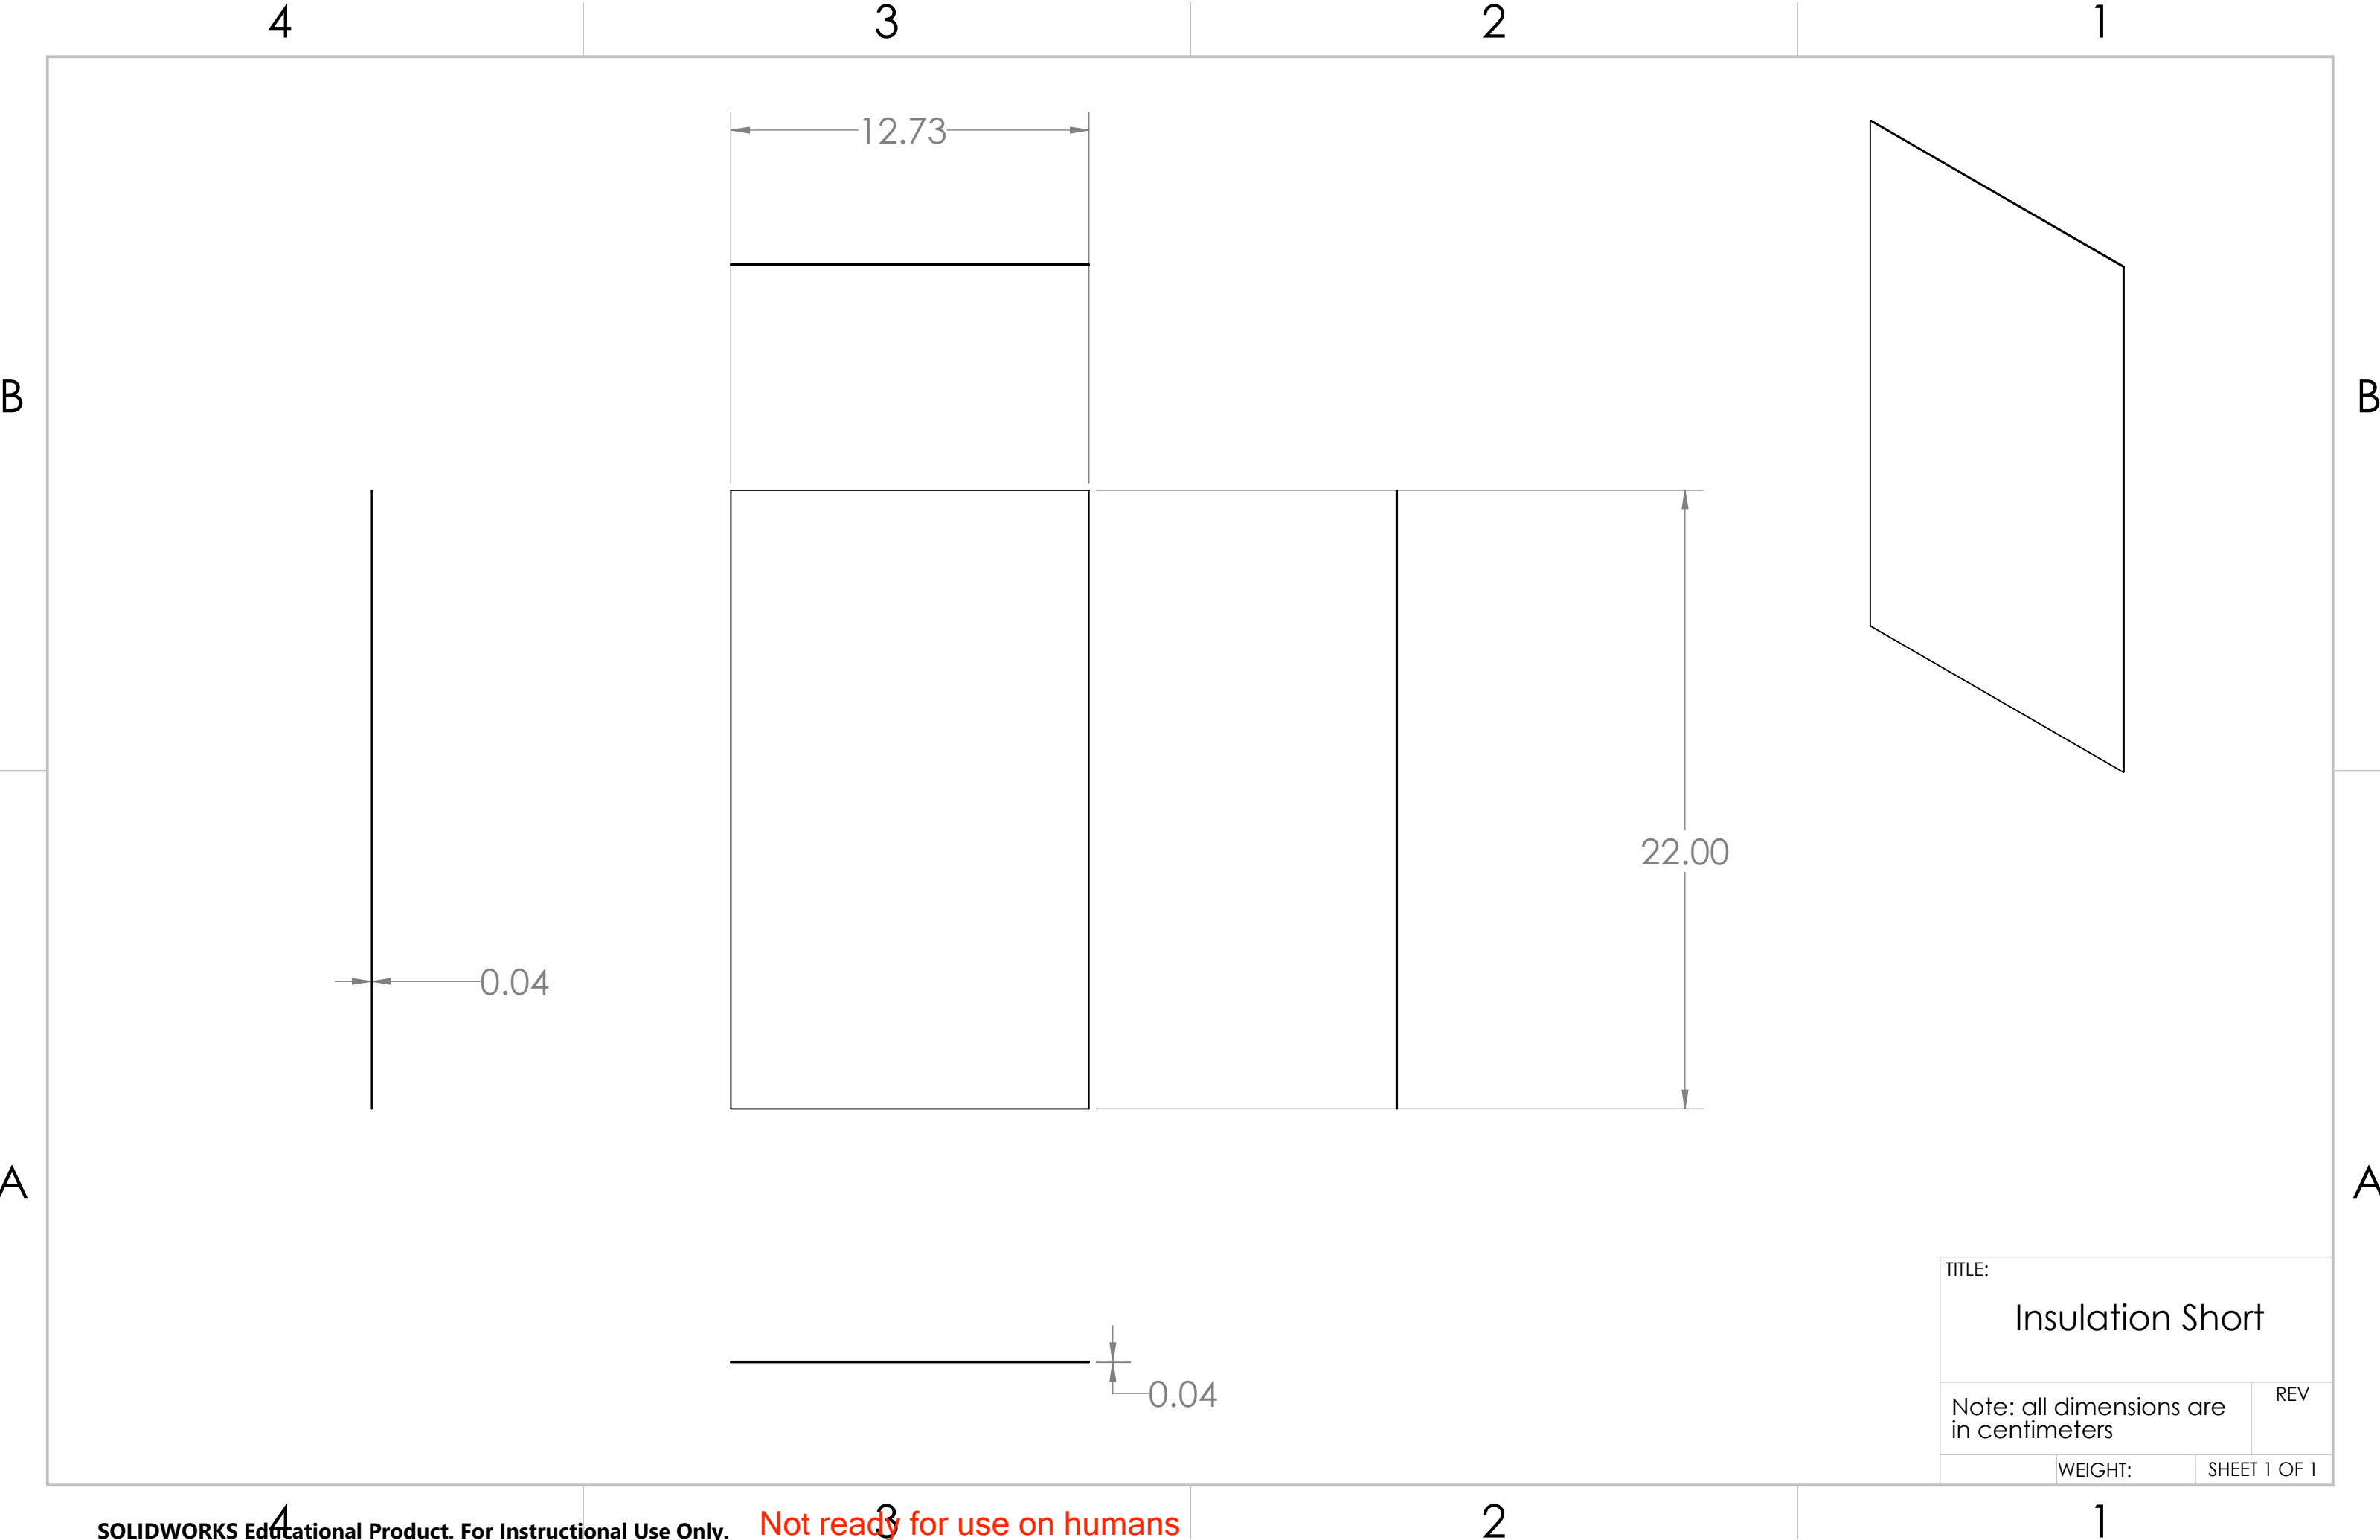 4 3 2 1
12.73
B B
22.00
0.04
A A
TITLE:
Insulation Short
0.04
Note: all dimensions are
in centimeters
REV
WEIGHT:
SHEET 1 OF 1
4 3 2 1
SOLIDWORKS Educational Product. For Instructional Use Only.
Not ready for use on humans